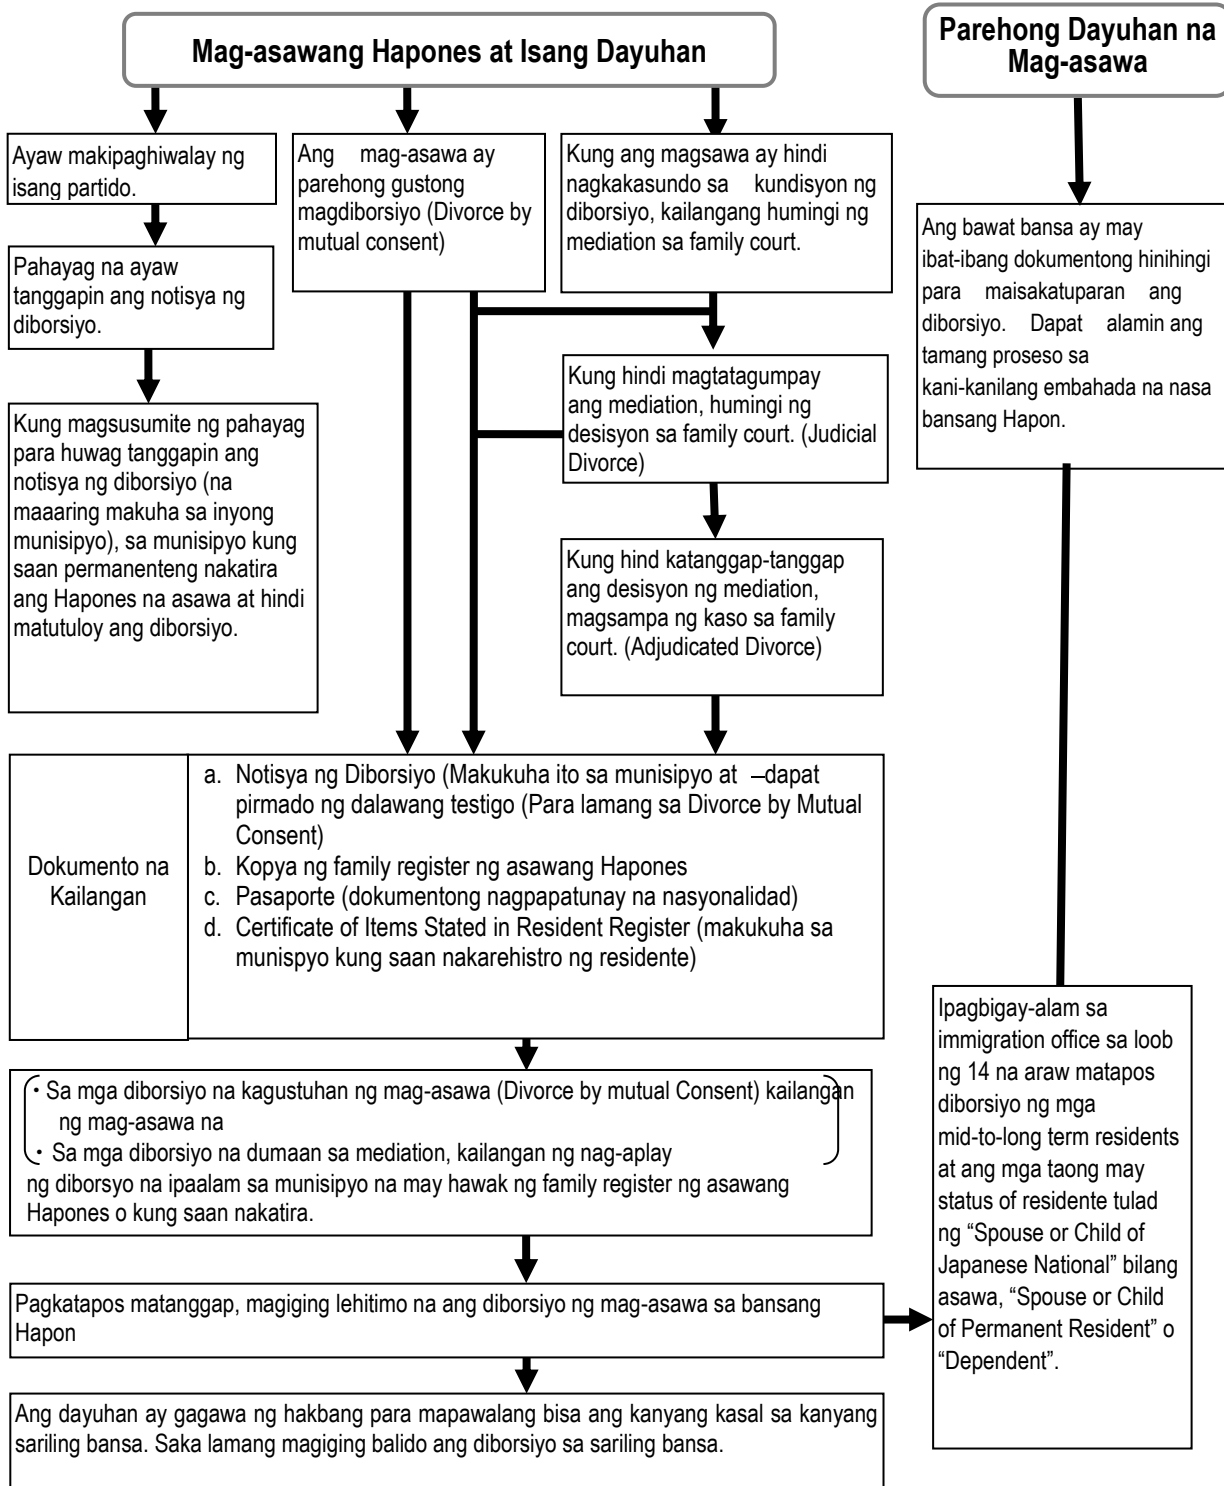 Mag-asawang Hapones at Isang Dayuhan
Parehong Dayuhan na
Mag-asawa
Ayaw makipaghiwalay ng
isang partido.
Ang mag-asawa ay
parehong gustong
magdiborsiyo (Divorce by
mutual consent)
Kung ang magsawa ay hindi
nagkakasundo sa kundisyon ng
diborsiyo, kailangang humingi ng
mediation sa family court.
Ang bawat bansa ay may
ibat-ibang dokumentong hinihingi
para maisakatuparan ang
diborsiyo. Dapat alamin ang
tamang proseso sa
kani-kanilang embahada na nasa
bansang Hapon.
Pahayag na ayaw
tanggapin ang notisya ng
diborsiyo.
Kung hindi magtatagumpay
ang mediation, humingi ng
desisyon sa family court. (Judicial
Divorce)
Kung magsusumite ng pahayag
para huwag tanggapin ang
notisya ng diborsiyo (na
maaaring makuha sa inyong
munisipyo), sa munisipyo kung
saan permanenteng nakatira
ang Hapones na asawa at hindi
matutuloy ang diborsiyo.
Kung hind katanggap-tanggap
ang desisyon ng mediation,
magsampa ng kaso sa family
court. (Adjudicated Divorce)
Dokumento na
Kailangan
a. Notisya ng Diborsiyo (Makukuha ito sa munisipyo at –dapat
pirmado ng dalawang testigo (Para lamang sa Divorce by Mutual
Consent)
b. Kopya ng family register ng asawang Hapones
c. Pasaporte (dokumentong nagpapatunay na nasyonalidad)
d. Certificate of Items Stated in Resident Register (makukuha sa
munispyo kung saan nakarehistro ng residente)
・Sa mga diborsiyo na kagustuhan ng mag-asawa (Divorce by mutual Consent) kailangan
ng mag-asawa na
・ Sa mga diborsiyo na dumaan sa mediation, kailangan ng nag-aplay
ng diborsyo na ipaalam sa munisipyo na may hawak ng family register ng asawang
Hapones o kung saan nakatira.
Pagkatapos matanggap, magiging lehitimo na ang diborsiyo ng mag-asawa sa bansang
Hapon
Ang dayuhan ay gagawa ng hakbang para mapawalang bisa ang kanyang kasal sa kanyang
sariling bansa. Saka lamang magiging balido ang diborsiyo sa sariling bansa.
Ipagbigay-alam sa
immigration office sa loob
ng 14 na araw matapos
diborsiyo ng mga
mid-to-long term residents
at ang mga taong may
status of residente tulad
ng “Spouse or Child of
Japanese National” bilang
asawa, “Spouse or Child
of Permanent Resident” o
“Dependent”.